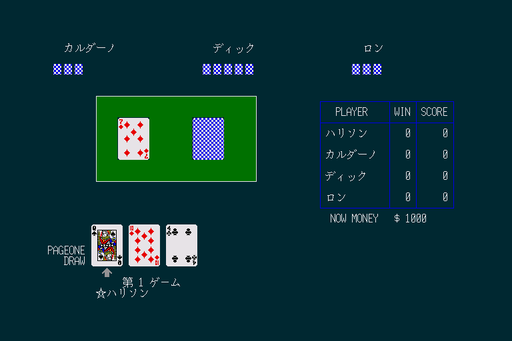 カルダーノ ディック ロン
PLAYER WIN SCORE
ハリソン 0 0
カルダーノ 0 0
ディック 0 0
ロン 0 0
NOW MONEY $ 1000
PAGEONE
DRAW
第 1 ゲーム
☆ハリソン